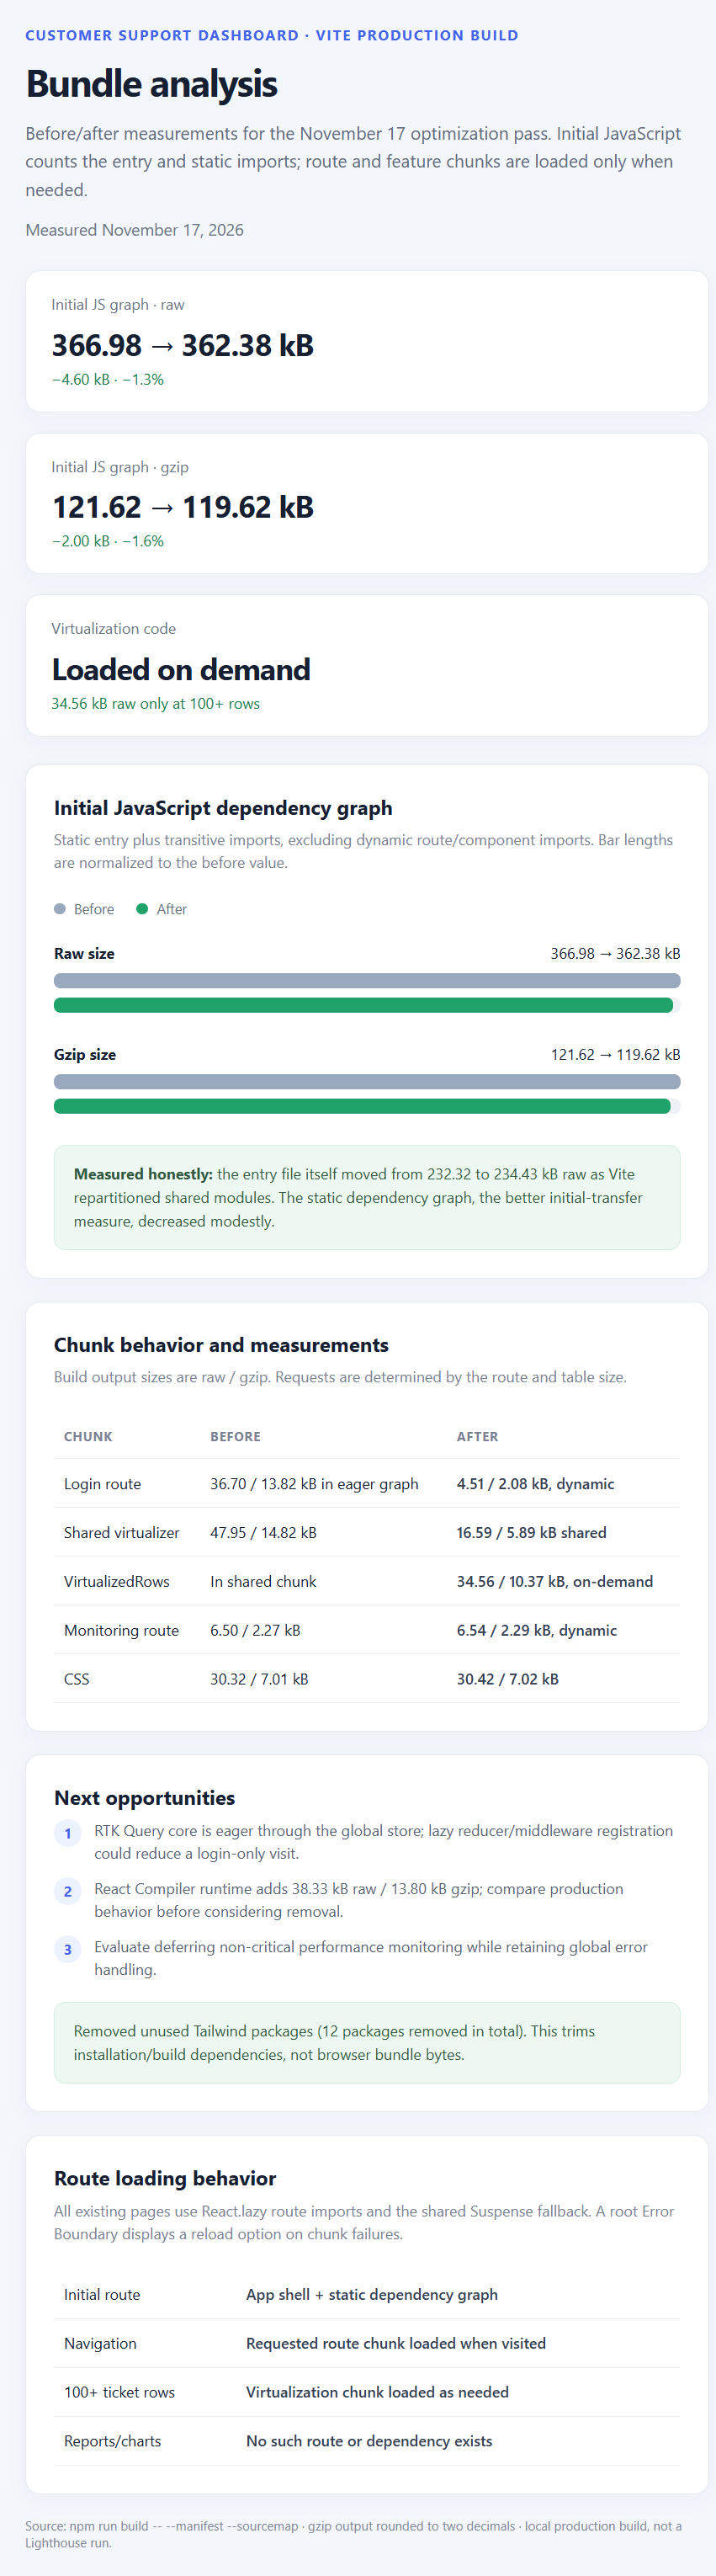 CUSTOMER SUPPORT DASHBOARD · VITE PRODUCTION BUILD
Bundle analysis
Before/after measurements for the November 17 optimization pass. Initial JavaScript
counts the entry and static imports; route and feature chunks are loaded only when
needed.
Measured November 17, 2026
Initial JS graph · raw
366.98 → 362.38 kB
−4.60 kB · −1.3%
Initial JS graph · gzip
121.62 → 119.62 kB
−2.00 kB · −1.6%
Virtualization code
Loaded on demand
34.56 kB raw only at 100+ rows
Initial JavaScript dependency graph
Static entry plus transitive imports, excluding dynamic route/component imports. Bar lengths
are normalized to the before value.
Before After
Raw size 366.98 → 362.38 kB
Gzip size 121.62 → 119.62 kB
Measured honestly: the entry file itself moved from 232.32 to 234.43 kB raw as Vite
repartitioned shared modules. The static dependency graph, the better initial-transfer
measure, decreased modestly.
Chunk behavior and measurements
Build output sizes are raw / gzip. Requests are determined by the route and table size.
CHUNK BEFORE AFTER
Login route 36.70 / 13.82 kB in eager graph 4.51 / 2.08 kB, dynamic
Shared virtualizer 47.95 / 14.82 kB 16.59 / 5.89 kB shared
VirtualizedRows In shared chunk 34.56 / 10.37 kB, on-demand
Monitoring route 6.50 / 2.27 kB 6.54 / 2.29 kB, dynamic
CSS 30.32 / 7.01 kB 30.42 / 7.02 kB
Next opportunities
1 RTK Query core is eager through the global store; lazy reducer/middleware registration
could reduce a login-only visit.
2 React Compiler runtime adds 38.33 kB raw / 13.80 kB gzip; compare production
behavior before considering removal.
3 Evaluate deferring non-critical performance monitoring while retaining global error
handling.
Removed unused Tailwind packages (12 packages removed in total). This trims
installation/build dependencies, not browser bundle bytes.
Route loading behavior
All existing pages use React.lazy route imports and the shared Suspense fallback. A root Error
Boundary displays a reload option on chunk failures.
Initial route App shell + static dependency graph
Navigation Requested route chunk loaded when visited
100+ ticket rows Virtualization chunk loaded as needed
Reports/charts No such route or dependency exists
Source: npm run build -- --manifest --sourcemap · gzip output rounded to two decimals · local production build, not a
Lighthouse run.